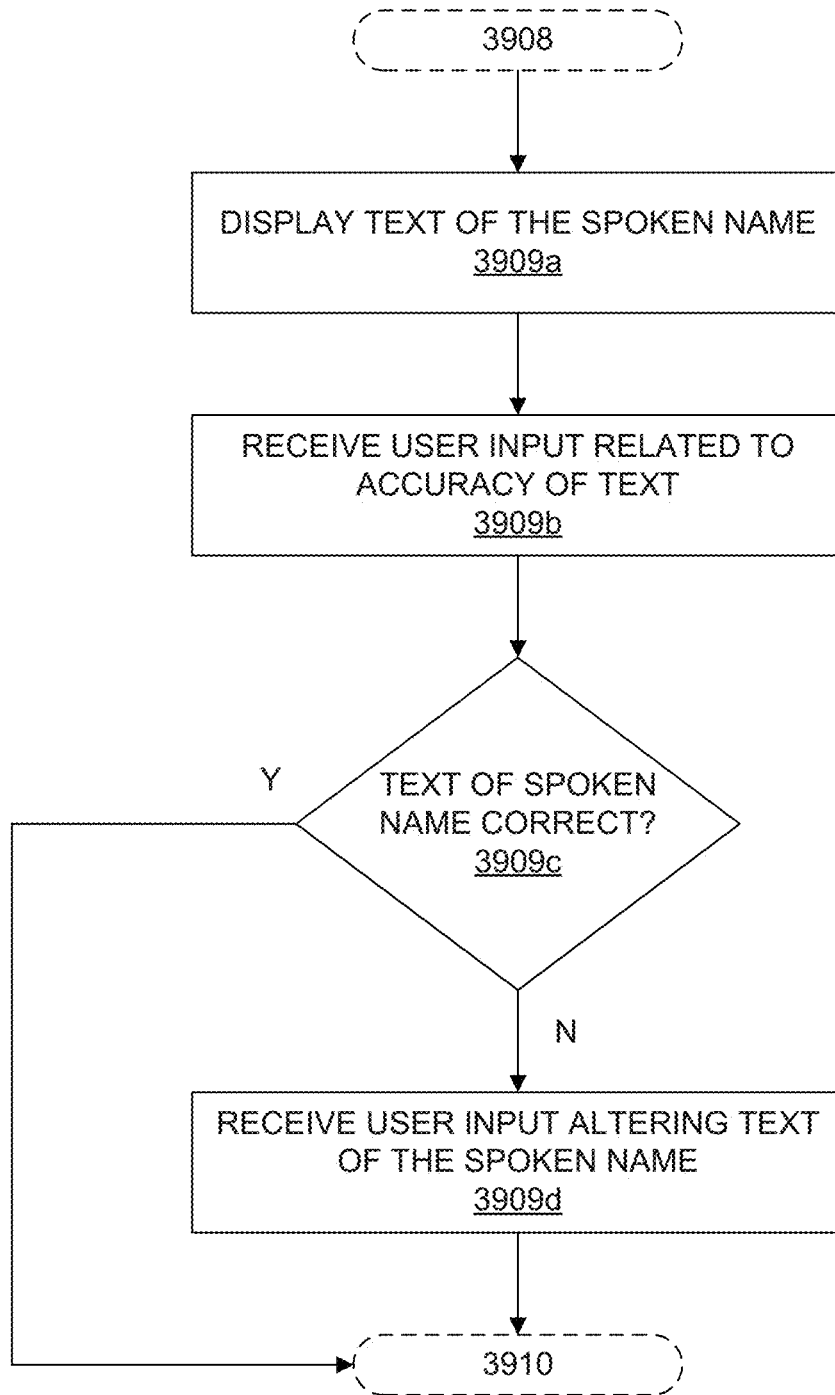 3908
DISPLAY TEXT OF THE SPOKEN NAME
3909a
RECEIVE USER INPUT RELATED TO
ACCURACY OF TEXT
3909b
Y
TEXT OF SPOKEN
NAME CORRECT?
3909c
N
RECEIVE USER INPUT ALTERING TEXT
OF THE SPOKEN NAME
3909d
3910